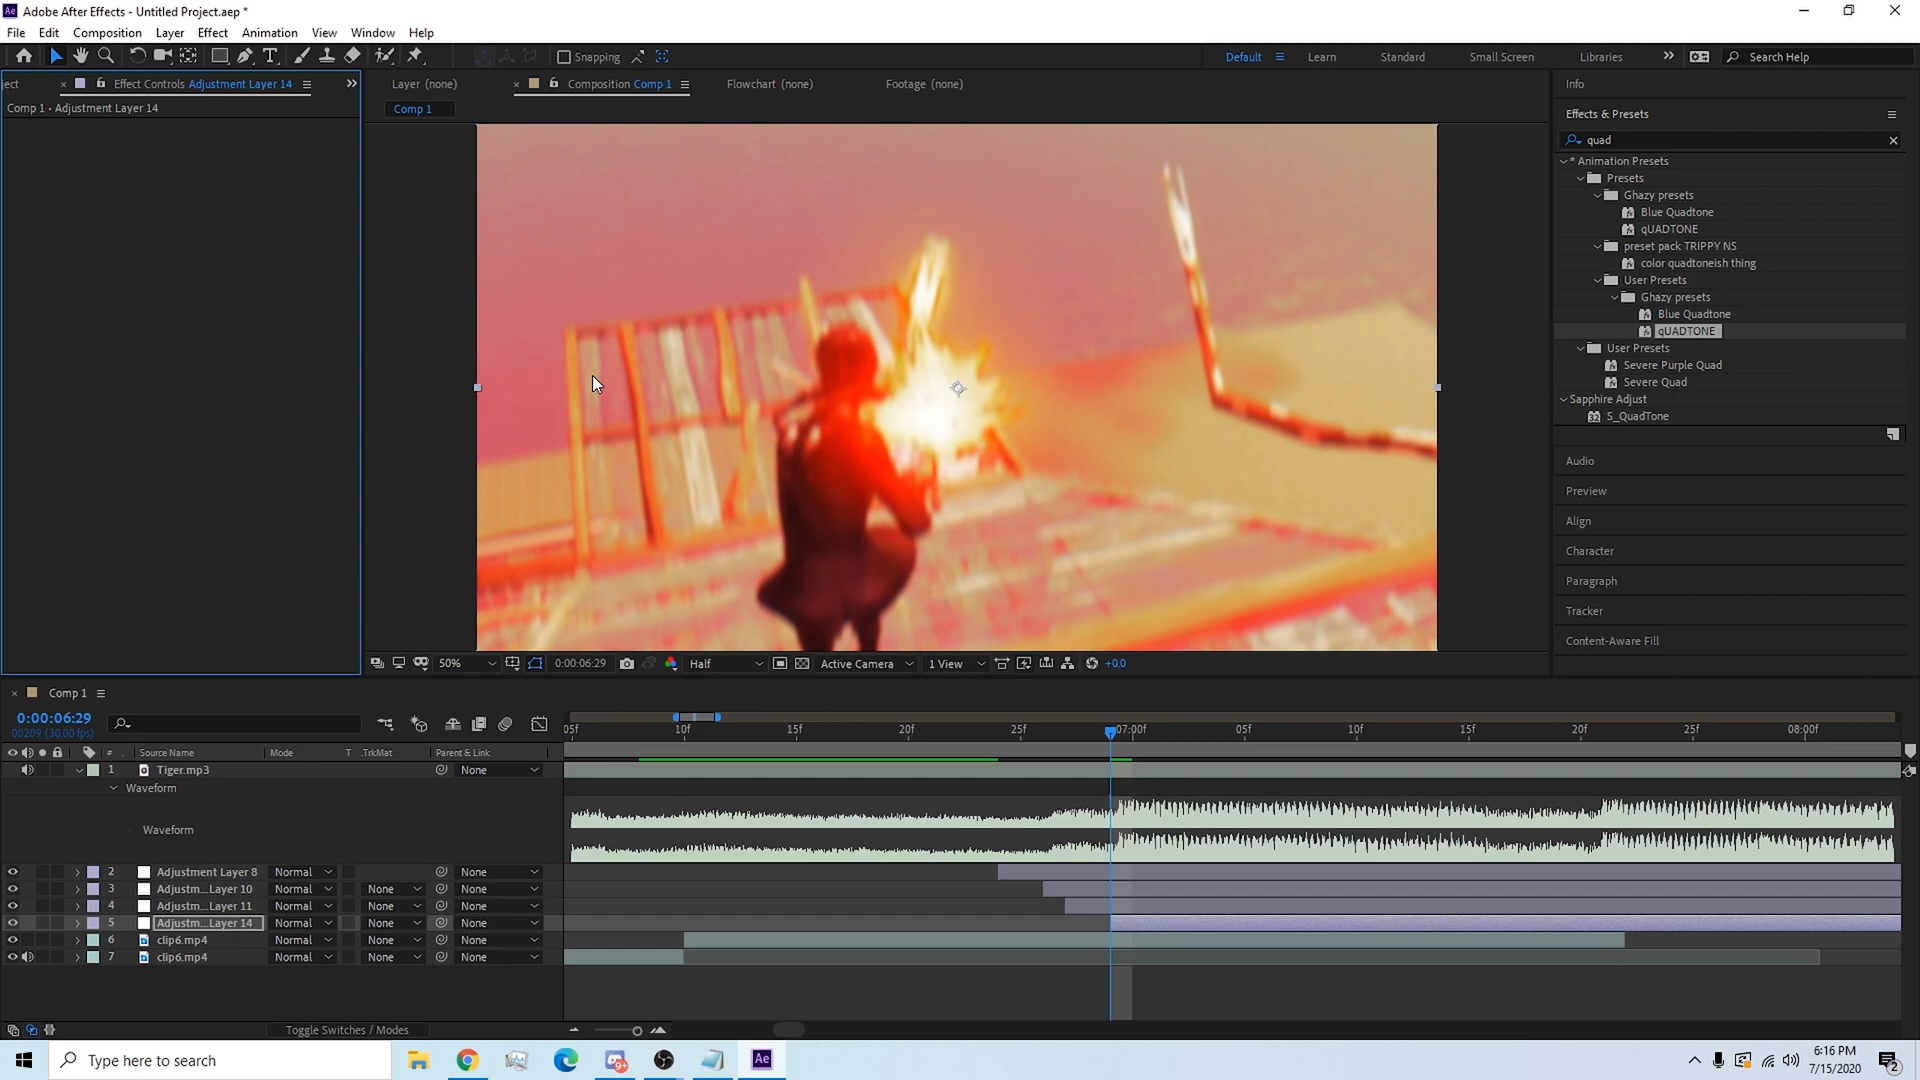 Adobe After Effects - Untitled Project.aep *
File Edit Composition Layer Effect Animation View Window Help
Snapping
Default Learn Standard Small Screen Libraries Search Help
ject Effect Controls Adjustment Layer 14
Comp 1 • Adjustment Layer 14
Layer (none) Composition Comp 1 Flowchart (none) Footage (none)
Comp 1
Info
Effects & Presets
quad
* Animation Presets
Presets
Ghazy presets
Blue Quadtone
qUADTONE
preset pack TRIPPY NS
color quadtoneish thing
User Presets
Ghazy presets
Blue Quadtone
qUADTONE
User Presets
Severe Purple Quad
Severe Quad
Sapphire Adjust
S_QuadTone
Audio
Preview
Align
Character
Paragraph
Tracker
Content-Aware Fill
50% 0:00:06:29 Half Active Camera 1 View +0.0
Comp 1
0:00:06:29
00209 (30.00 fps)
:05f 10f 15f 20f 25f 07:00f 05f 10f 15f 20f 25f 08:00f
# Source Name Mode T .TrkMat Parent & Link
1 Tiger.mp3 None
Waveform
Waveform
2 Adjustment Layer 8 Normal None
3 Adjustm...Layer 10 Normal None None
4 Adjustm...Layer 11 Normal None None
5 Adjustm...Layer 14 Normal None None
6 clip6.mp4 Normal None None
7 clip6.mp4 Normal None None
Toggle Switches / Modes
Type here to search
9+
Ae
6:16 PM
7/15/2020
2